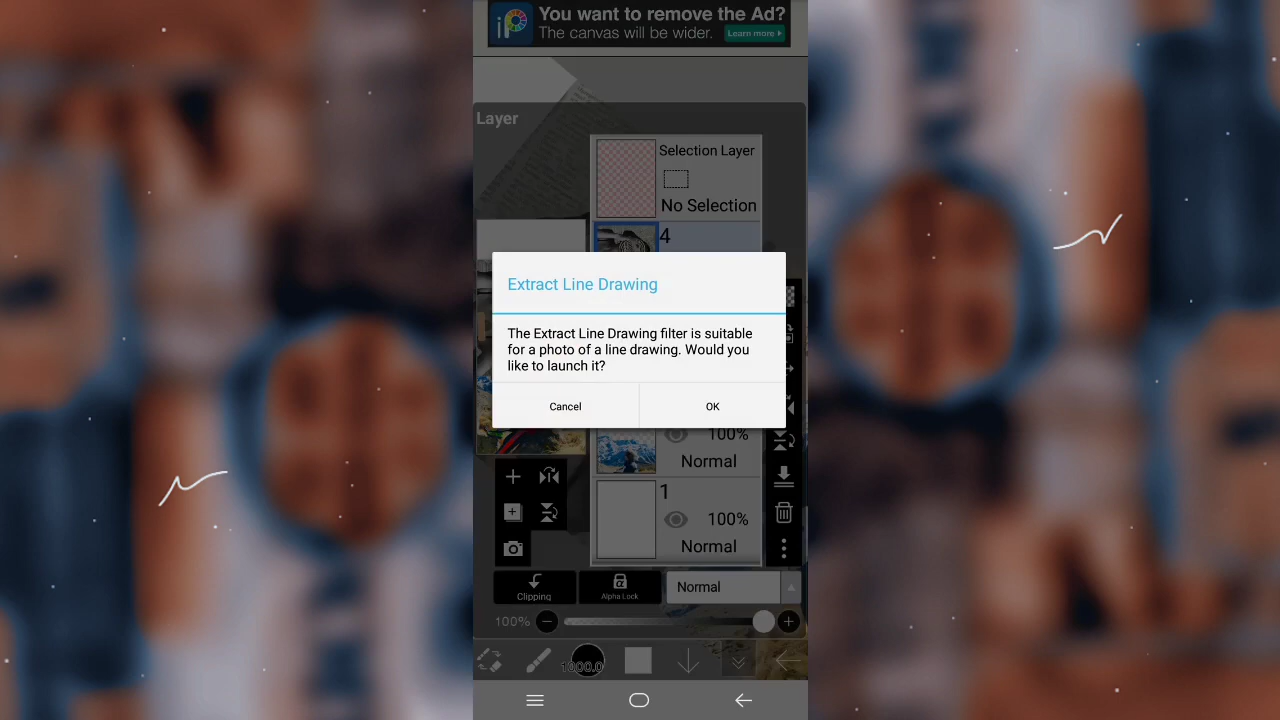 You want to remove the Ad?
The canvas will be wider.
Learn more
Layer
Selection Layer
No Selection
4
Extract Line Drawing
The Extract Line Drawing filter is suitable
for a photo of a line drawing. Would you
like to launch it?
Cancel
OK
100%
Normal
1
100%
Normal
Clipping
Alpha Lock
Normal
100%
1000.0